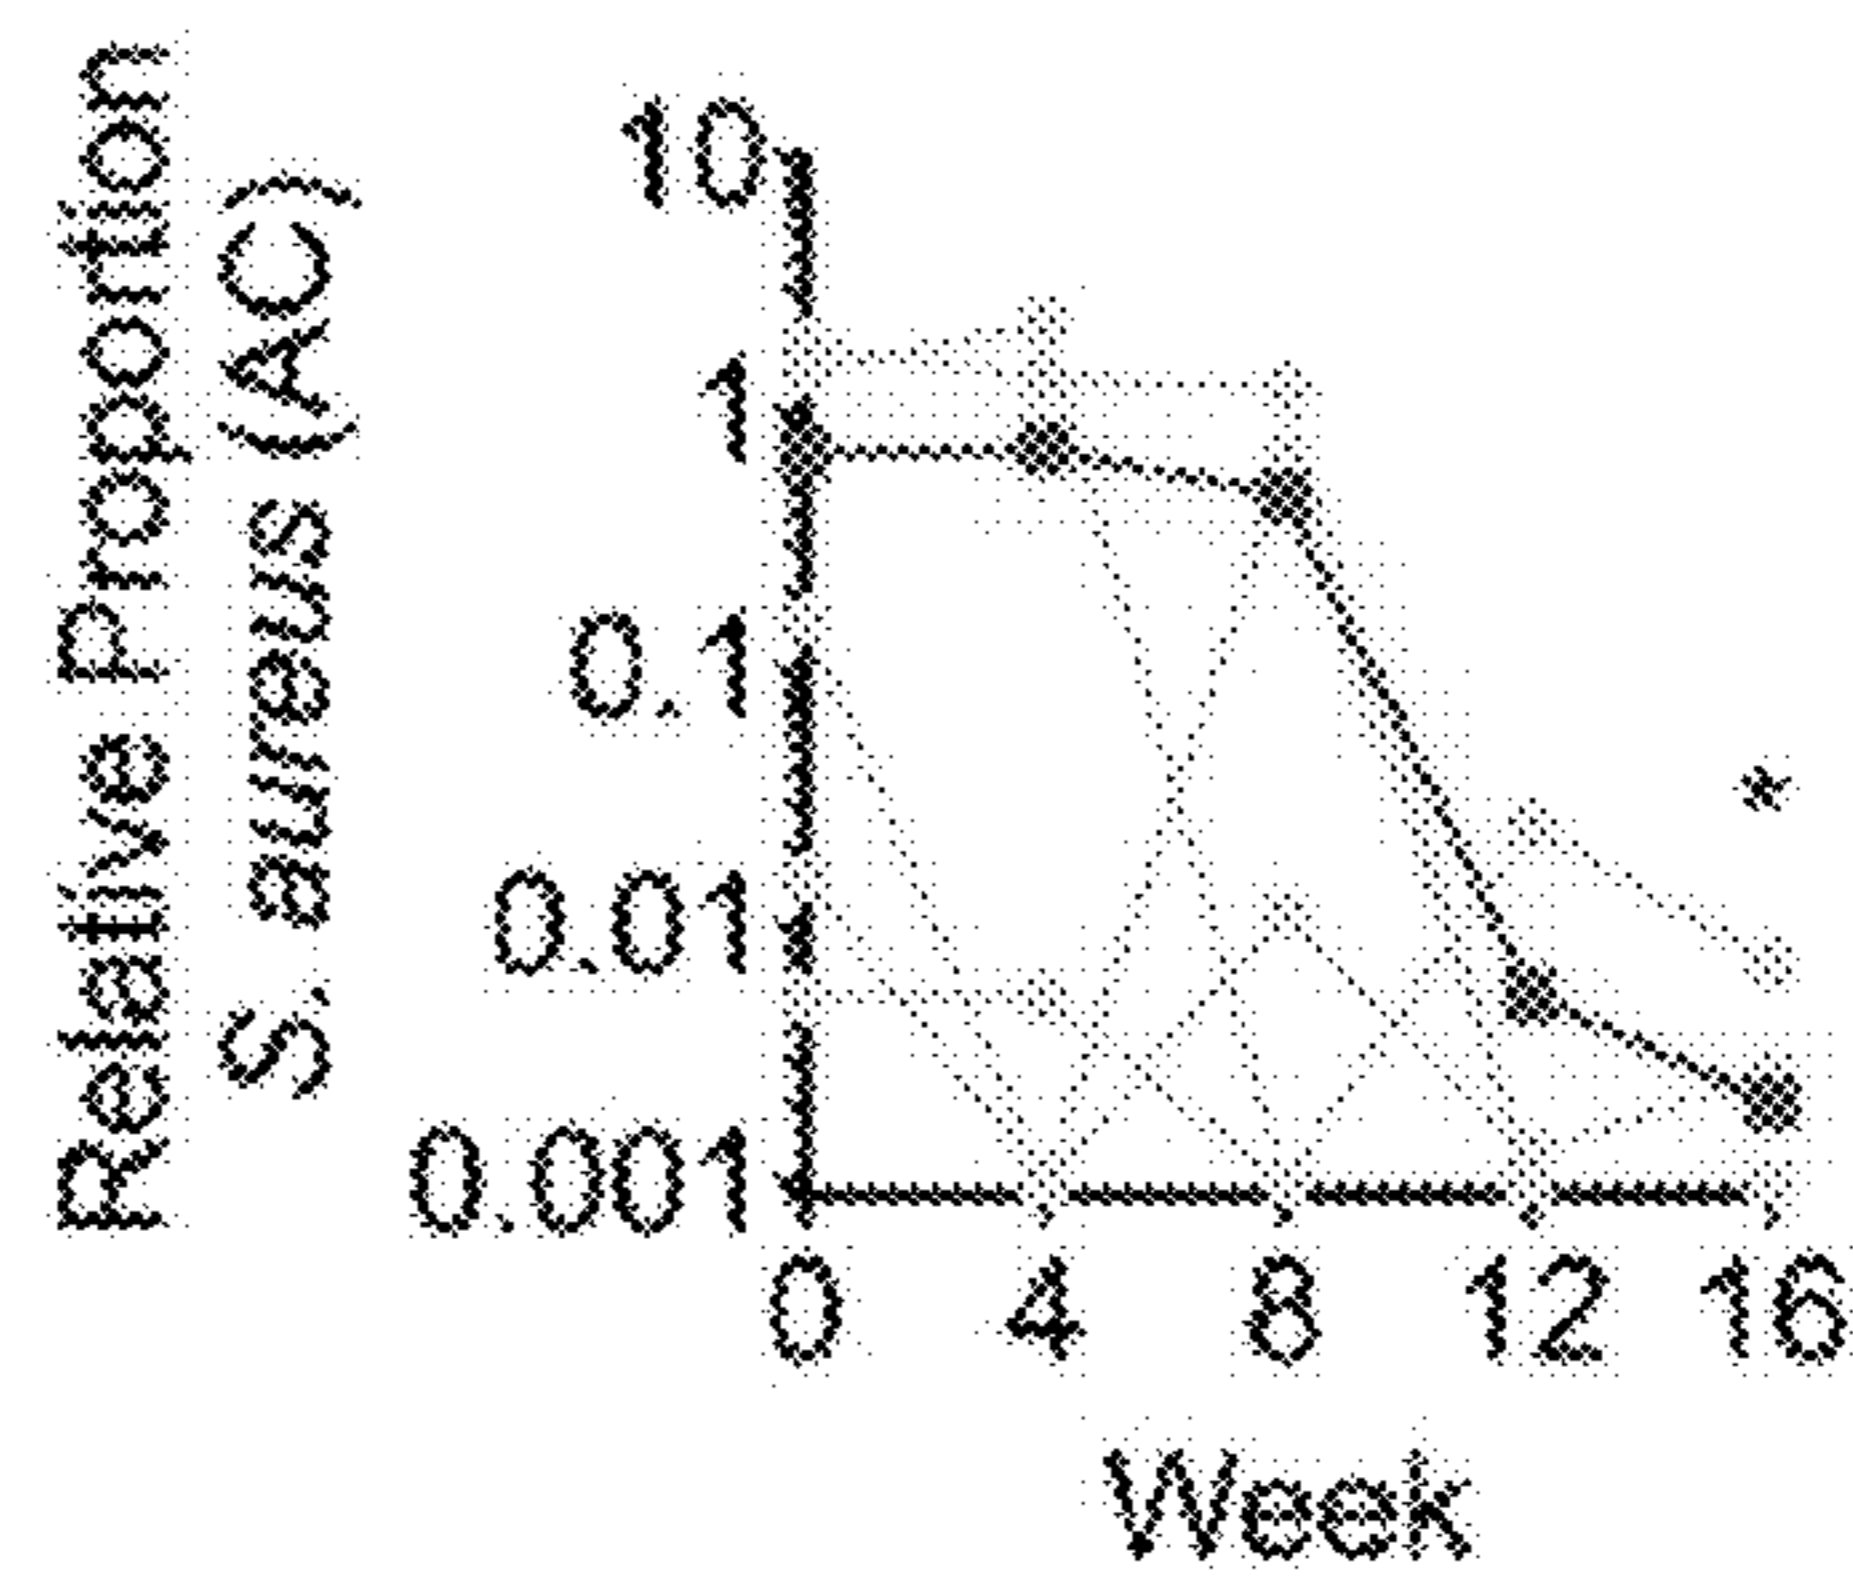 Relative Proportion
S. aureus (AC)
10
1
0.1
0.01
0.001
*
0 4 8 12 16
Week